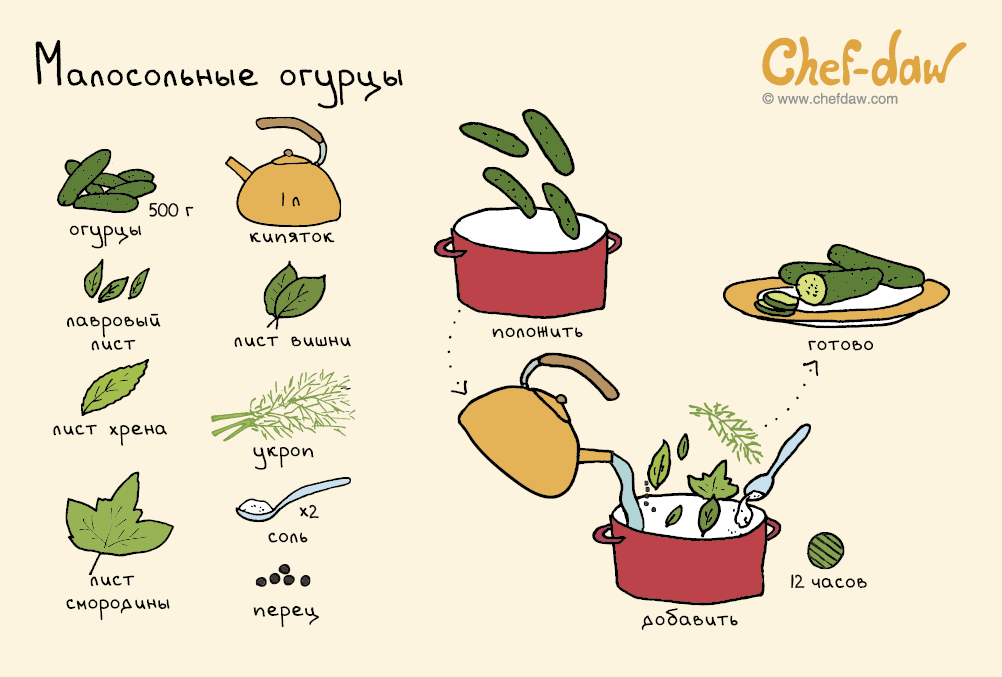 Малосольные огурцы
Chef-daw
© www.chefdaw.com
500 г
огурцы
1 л
кипяток
лавровый
лист
лист вишни
лист хрена
укроп
x2
соль
лист
смородины
перец
положить
добавить
12 часов
готово